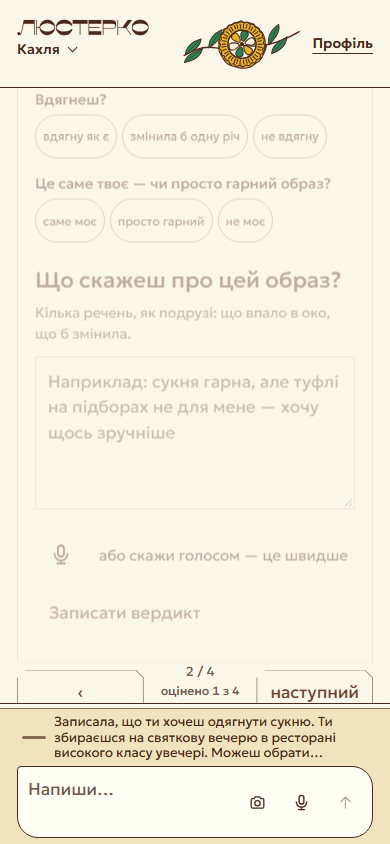 ЛЮСТЕРКО
Кахля
Профіль
Вдягнеш?
вдягну як є
змінила б одну річ
не вдягну
Це саме твоє — чи просто гарний образ?
саме моє
просто гарний
не моє
Що скажеш про цей образ?
Кілька речень, як подрузі: що впало в око,
що б змінила.
Наприклад: сукня гарна, але туфлі
на підборах не для мене — хочу
щось зручніше
або скажи голосом — це швидше
Записати вердикт
2 / 4
‹
оцінено 1 з 4
наступний
Записала, що ти хочеш одягнути сукню. Ти
збираєшся на святкову вечерю в ресторані
високого класу увечері. Можеш обрати…
Напиши…